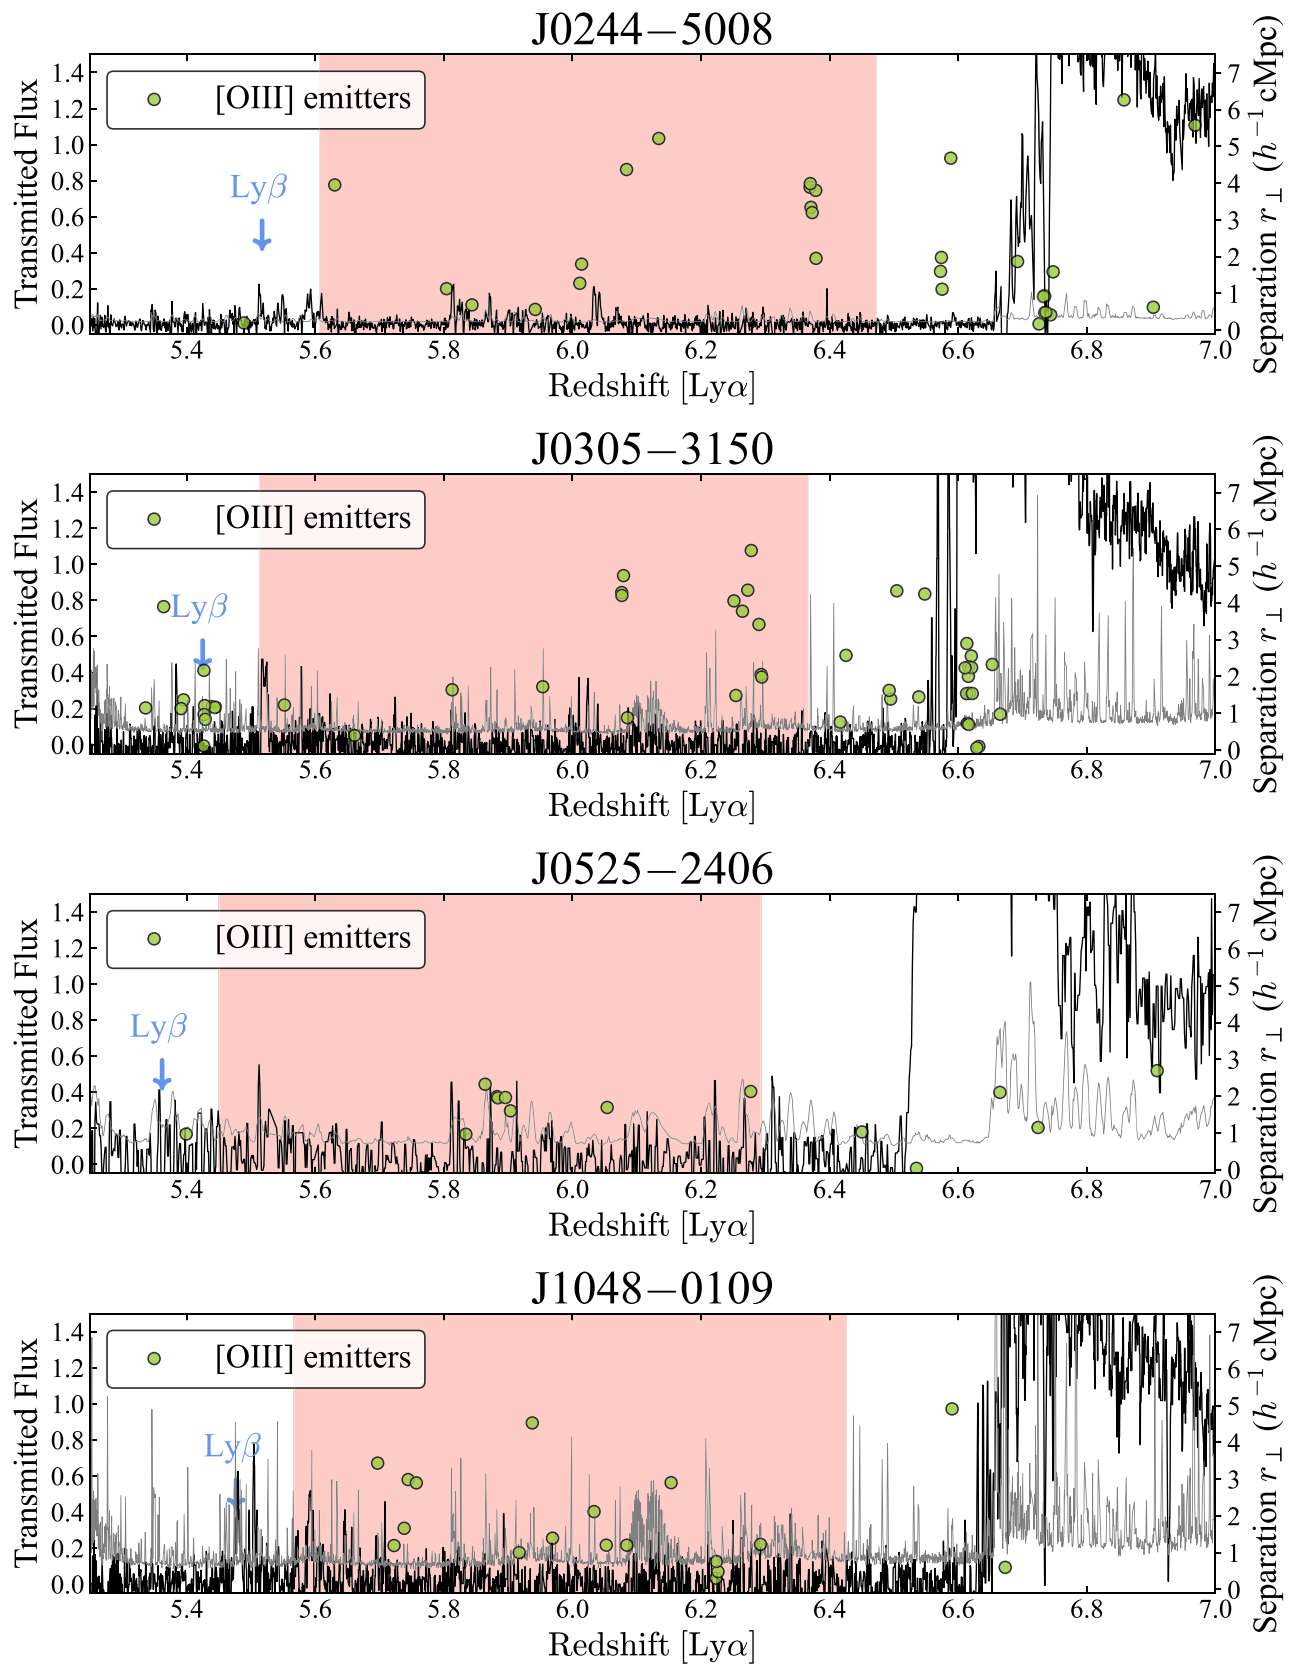 J0244−5008
[OIII] emitters
Lyβ
Transmitted Flux
1.4
1.2
1.0
0.8
0.6
0.4
0.2
0.0
7
6
5
4
3
2
1
0
Separation r⊥ (h⁻¹ cMpc)
5.4 5.6 5.8 6.0 6.2 6.4 6.6 6.8 7.0
Redshift [Lyα]
J0305−3150
[OIII] emitters
Lyβ
Transmitted Flux
1.4
1.2
1.0
0.8
0.6
0.4
0.2
0.0
7
6
5
4
3
2
1
0
Separation r⊥ (h⁻¹ cMpc)
5.4 5.6 5.8 6.0 6.2 6.4 6.6 6.8 7.0
Redshift [Lyα]
J0525−2406
[OIII] emitters
Lyβ
Transmitted Flux
1.4
1.2
1.0
0.8
0.6
0.4
0.2
0.0
7
6
5
4
3
2
1
0
Separation r⊥ (h⁻¹ cMpc)
5.4 5.6 5.8 6.0 6.2 6.4 6.6 6.8 7.0
Redshift [Lyα]
J1048−0109
[OIII] emitters
Lyβ
Transmitted Flux
1.4
1.2
1.0
0.8
0.6
0.4
0.2
0.0
7
6
5
4
3
2
1
0
Separation r⊥ (h⁻¹ cMpc)
5.4 5.6 5.8 6.0 6.2 6.4 6.6 6.8 7.0
Redshift [Lyα]